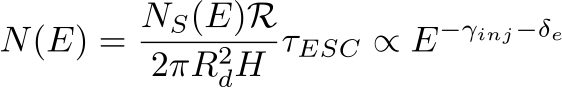 N(E) = \frac{N_S(E)\mathcal{R}}{2\pi R_d^2 H} \tau_{ESC} \propto E^{-\gamma_{inj}-\delta_e}